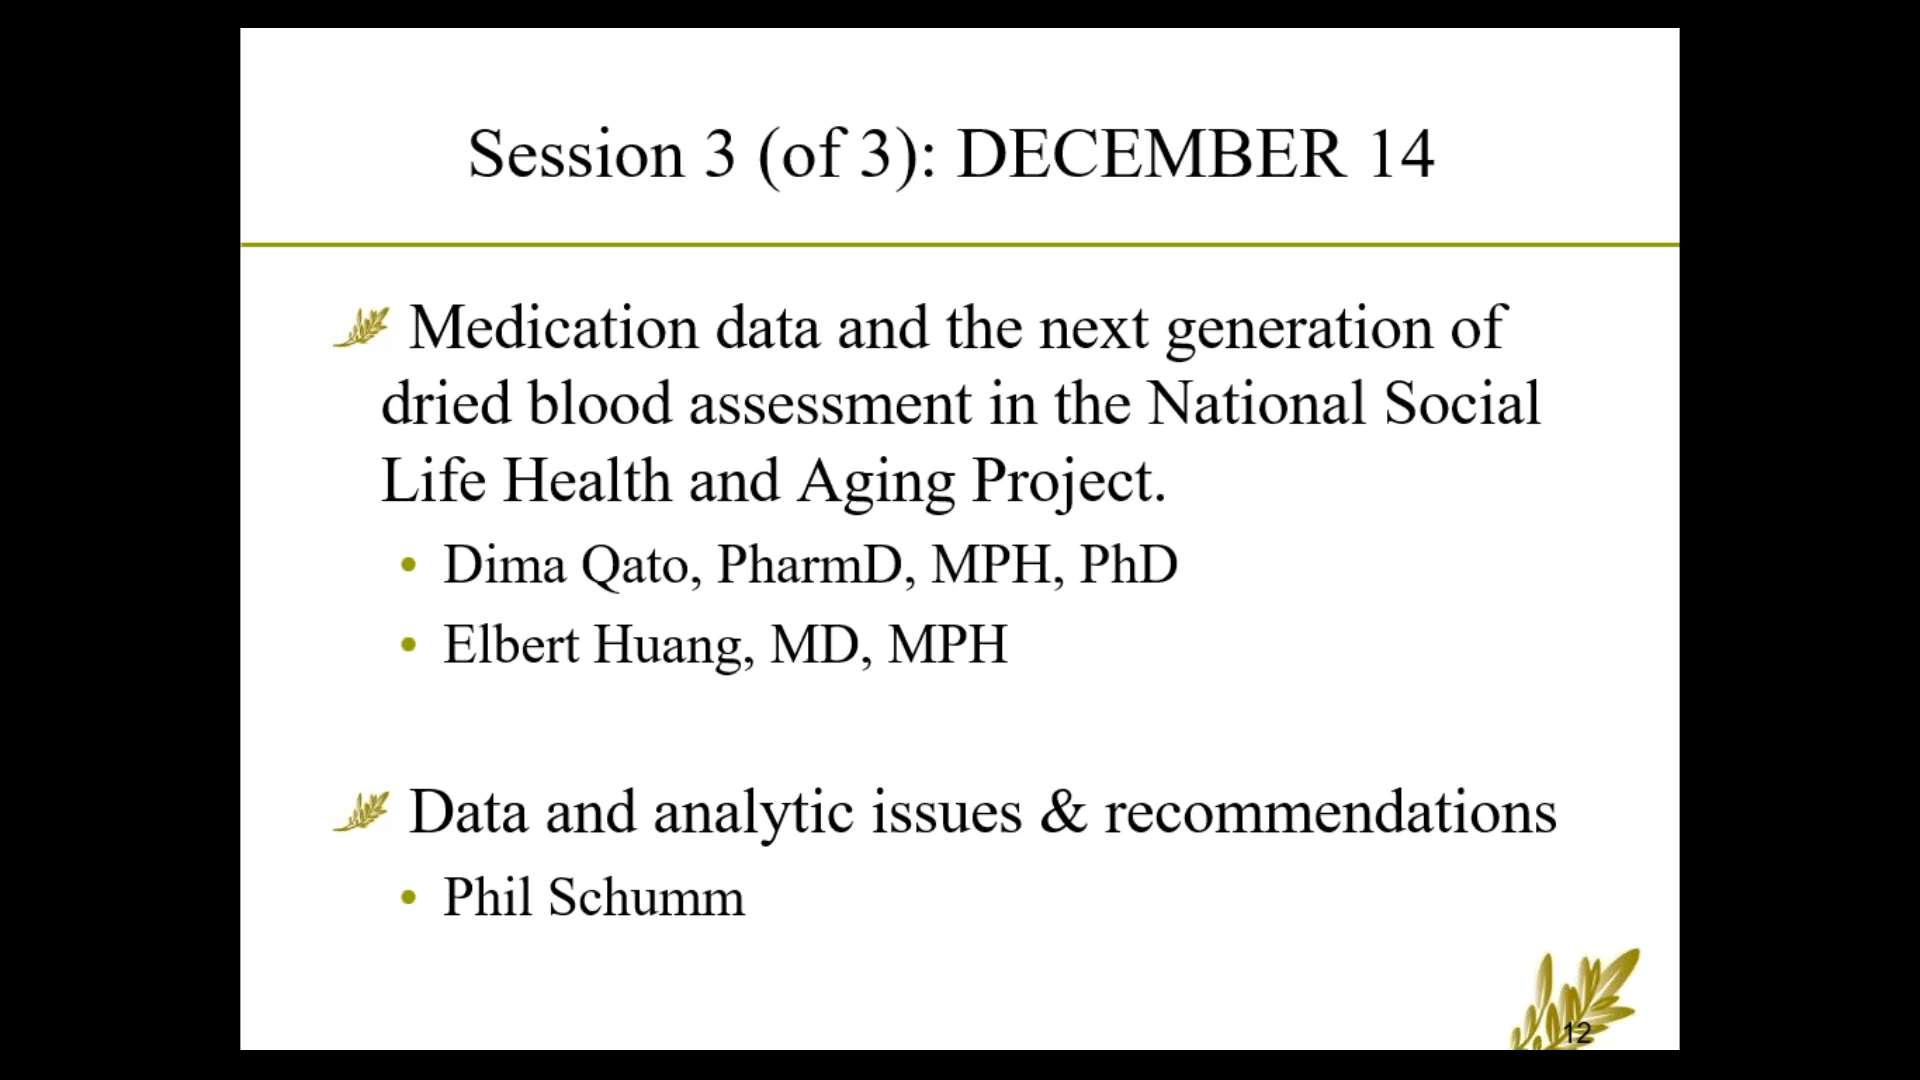 Session 3 (of 3): DECEMBER 14
Medication data and the next generation of
dried blood assessment in the National Social
Life Health and Aging Project.
• Dima Qato, PharmD, MPH, PhD
• Elbert Huang, MD, MPH
Data and analytic issues & recommendations
• Phil Schumm
12